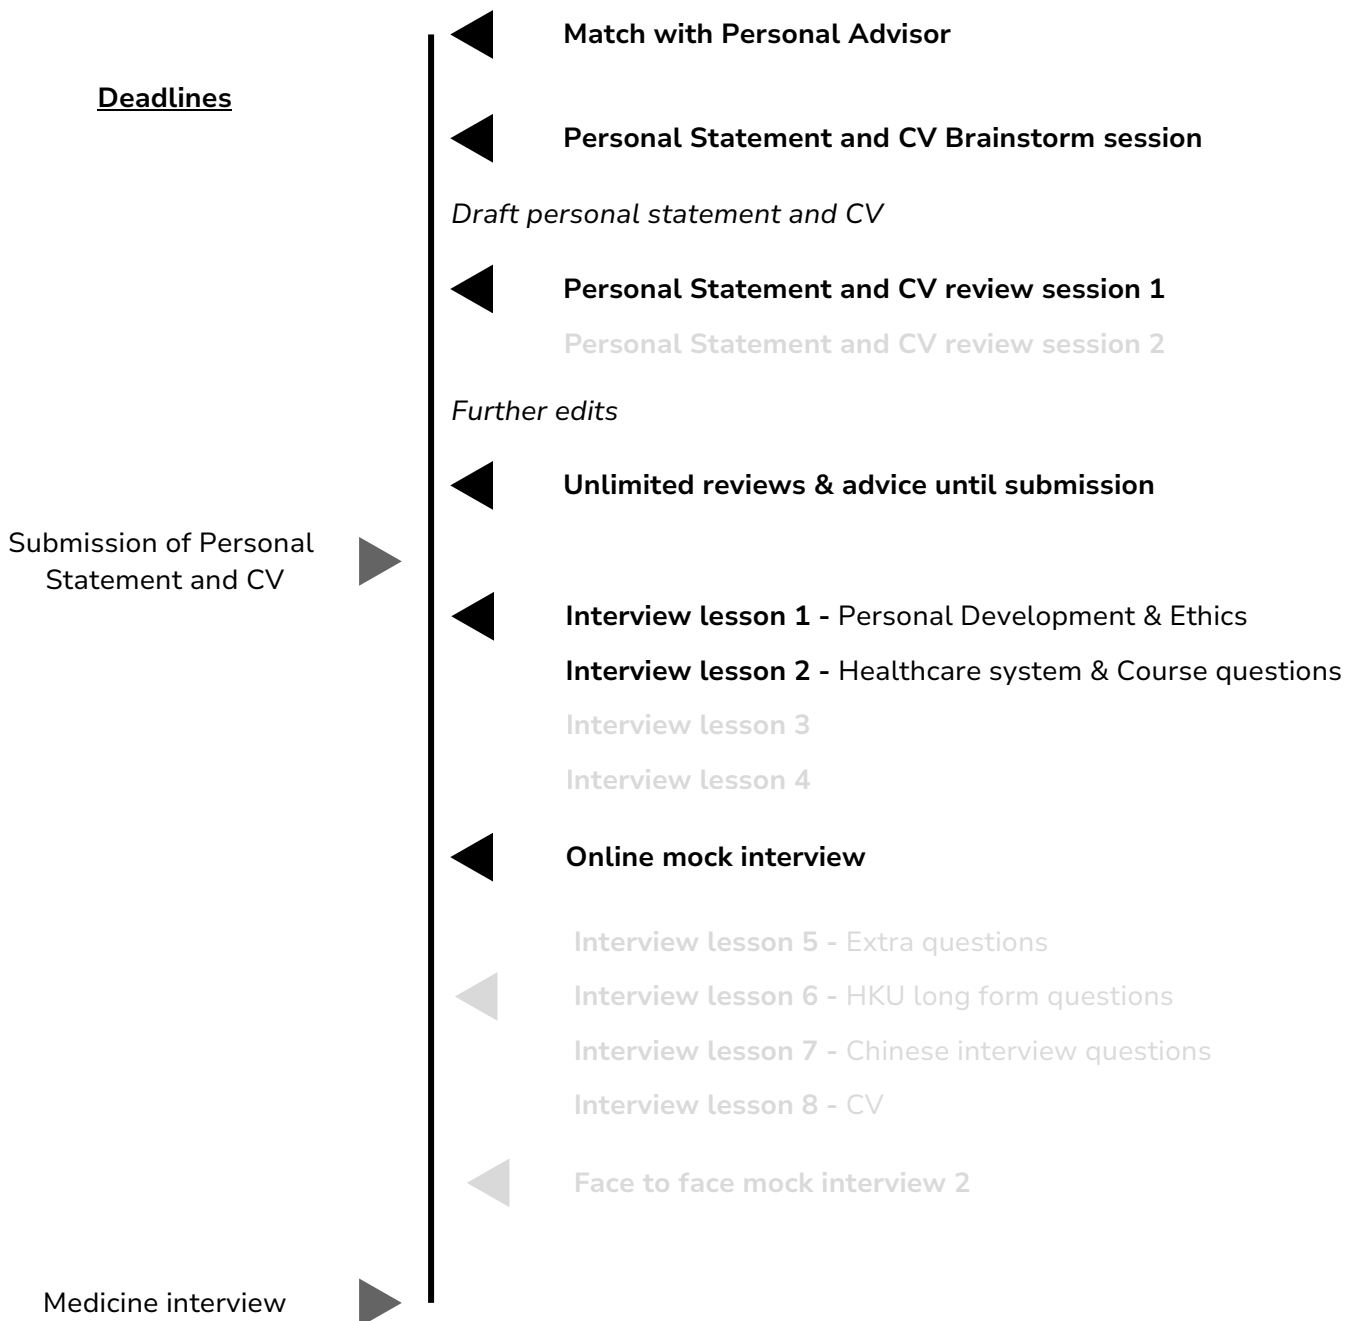 Match with Personal Advisor
Deadlines
Personal Statement and CV Brainstorm session
Draft personal statement and CV
Personal Statement and CV review session 1
Personal Statement and CV review session 2
Further edits
Unlimited reviews & advice until submission
Submission of Personal
Statement and CV
Interview lesson 1 - Personal Development & Ethics
Interview lesson 2 - Healthcare system & Course questions
Interview lesson 3
Interview lesson 4
Online mock interview
Interview lesson 5 - Extra questions
Interview lesson 6 - HKU long form questions
Interview lesson 7 - Chinese interview questions
Interview lesson 8 - CV
Face to face mock interview 2
Medicine interview